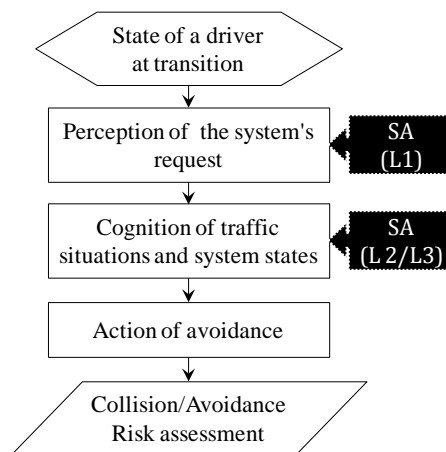 State of a driver
at transition
Perception of the system's
request
SA
(L1)
Cognition of traffic
situations and system states
SA
(L 2/L3)
Action of avoidance
Collision/Avoidance
Risk assessment